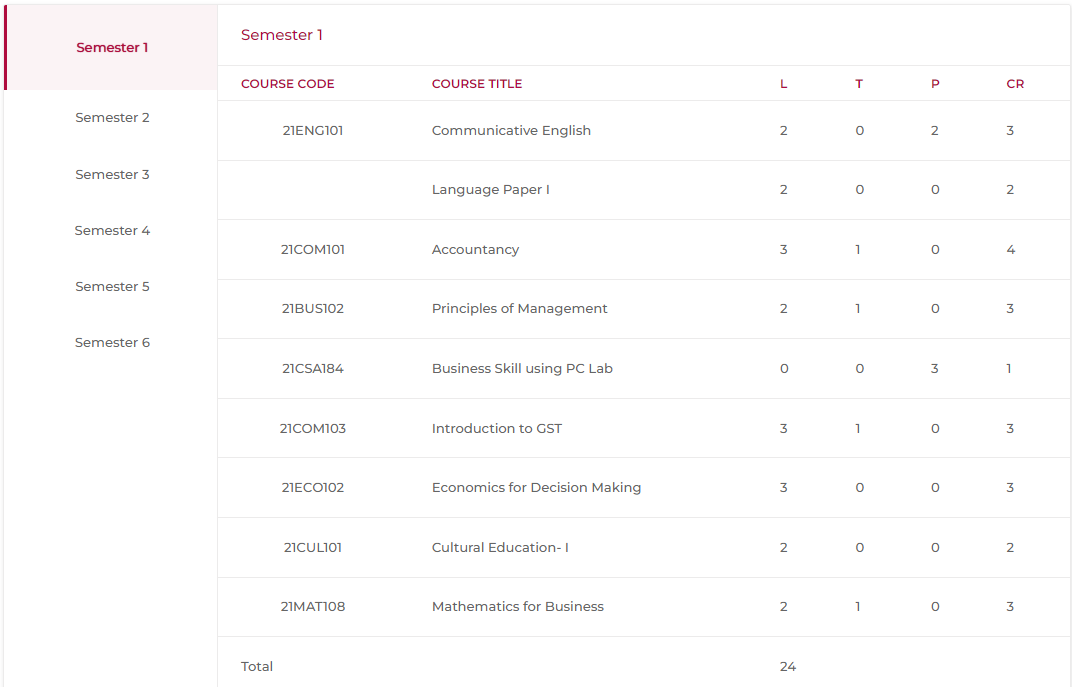 Semester 1
Semester 2
Semester 3
Semester 4
Semester 5
Semester 6
Semester 1
COURSE CODE COURSE TITLE L T P CR
21ENG101 Communicative English 2 0 2 3
Language Paper I 2 0 0 2
21COM101 Accountancy 3 1 0 4
21BUS102 Principles of Management 2 1 0 3
21CSA184 Business Skill using PC Lab 0 0 3 1
21COM103 Introduction to GST 3 1 0 3
21ECO102 Economics for Decision Making 3 0 0 3
21CUL101 Cultural Education- I 2 0 0 2
21MAT108 Mathematics for Business 2 1 0 3
Total 24